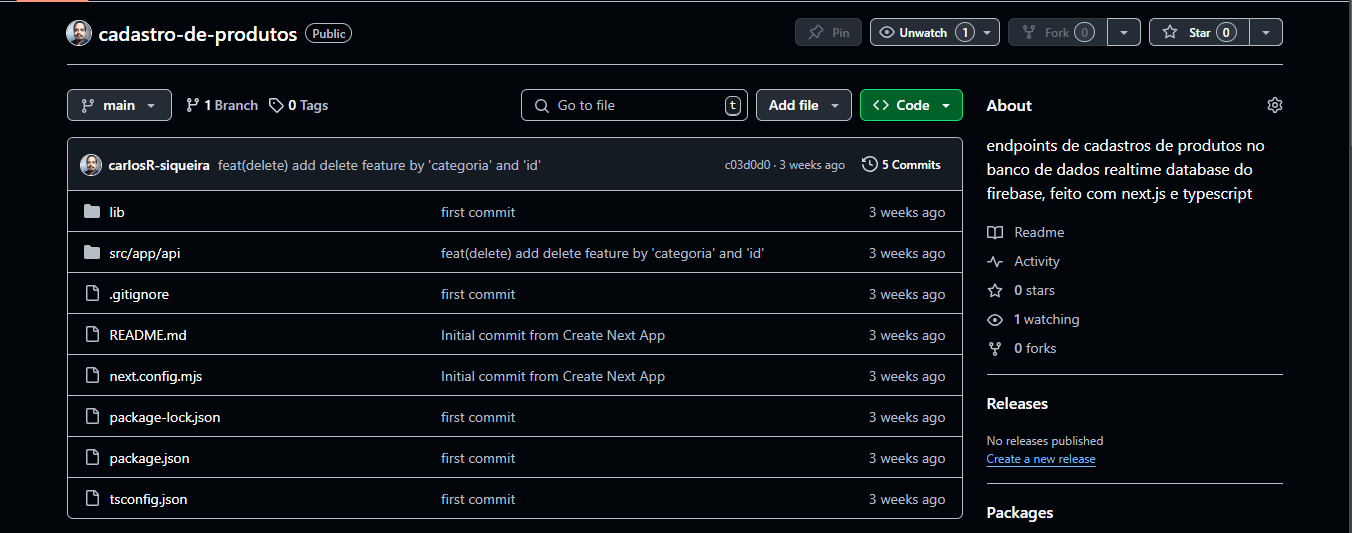 cadastro-de-produtos Public Pin Unwatch 1 Fork 0 Star 0
main 1 Branch 0 Tags Go to file t Add file Code
carlosR-siqueira feat(delete) add delete feature by 'categoria' and 'id' c03d0d0 · 3 weeks ago 5 Commits
lib first commit 3 weeks ago
src/app/api feat(delete) add delete feature by 'categoria' and 'id' 3 weeks ago
.gitignore first commit 3 weeks ago
README.md Initial commit from Create Next App 3 weeks ago
next.config.mjs Initial commit from Create Next App 3 weeks ago
package-lock.json first commit 3 weeks ago
package.json first commit 3 weeks ago
tsconfig.json first commit 3 weeks ago
About
endpoints de cadastros de produtos no
banco de dados realtime database do
firebase, feito com next.js e typescript
Readme
Activity
0 stars
1 watching
0 forks
Releases
No releases published
Create a new release
Packages